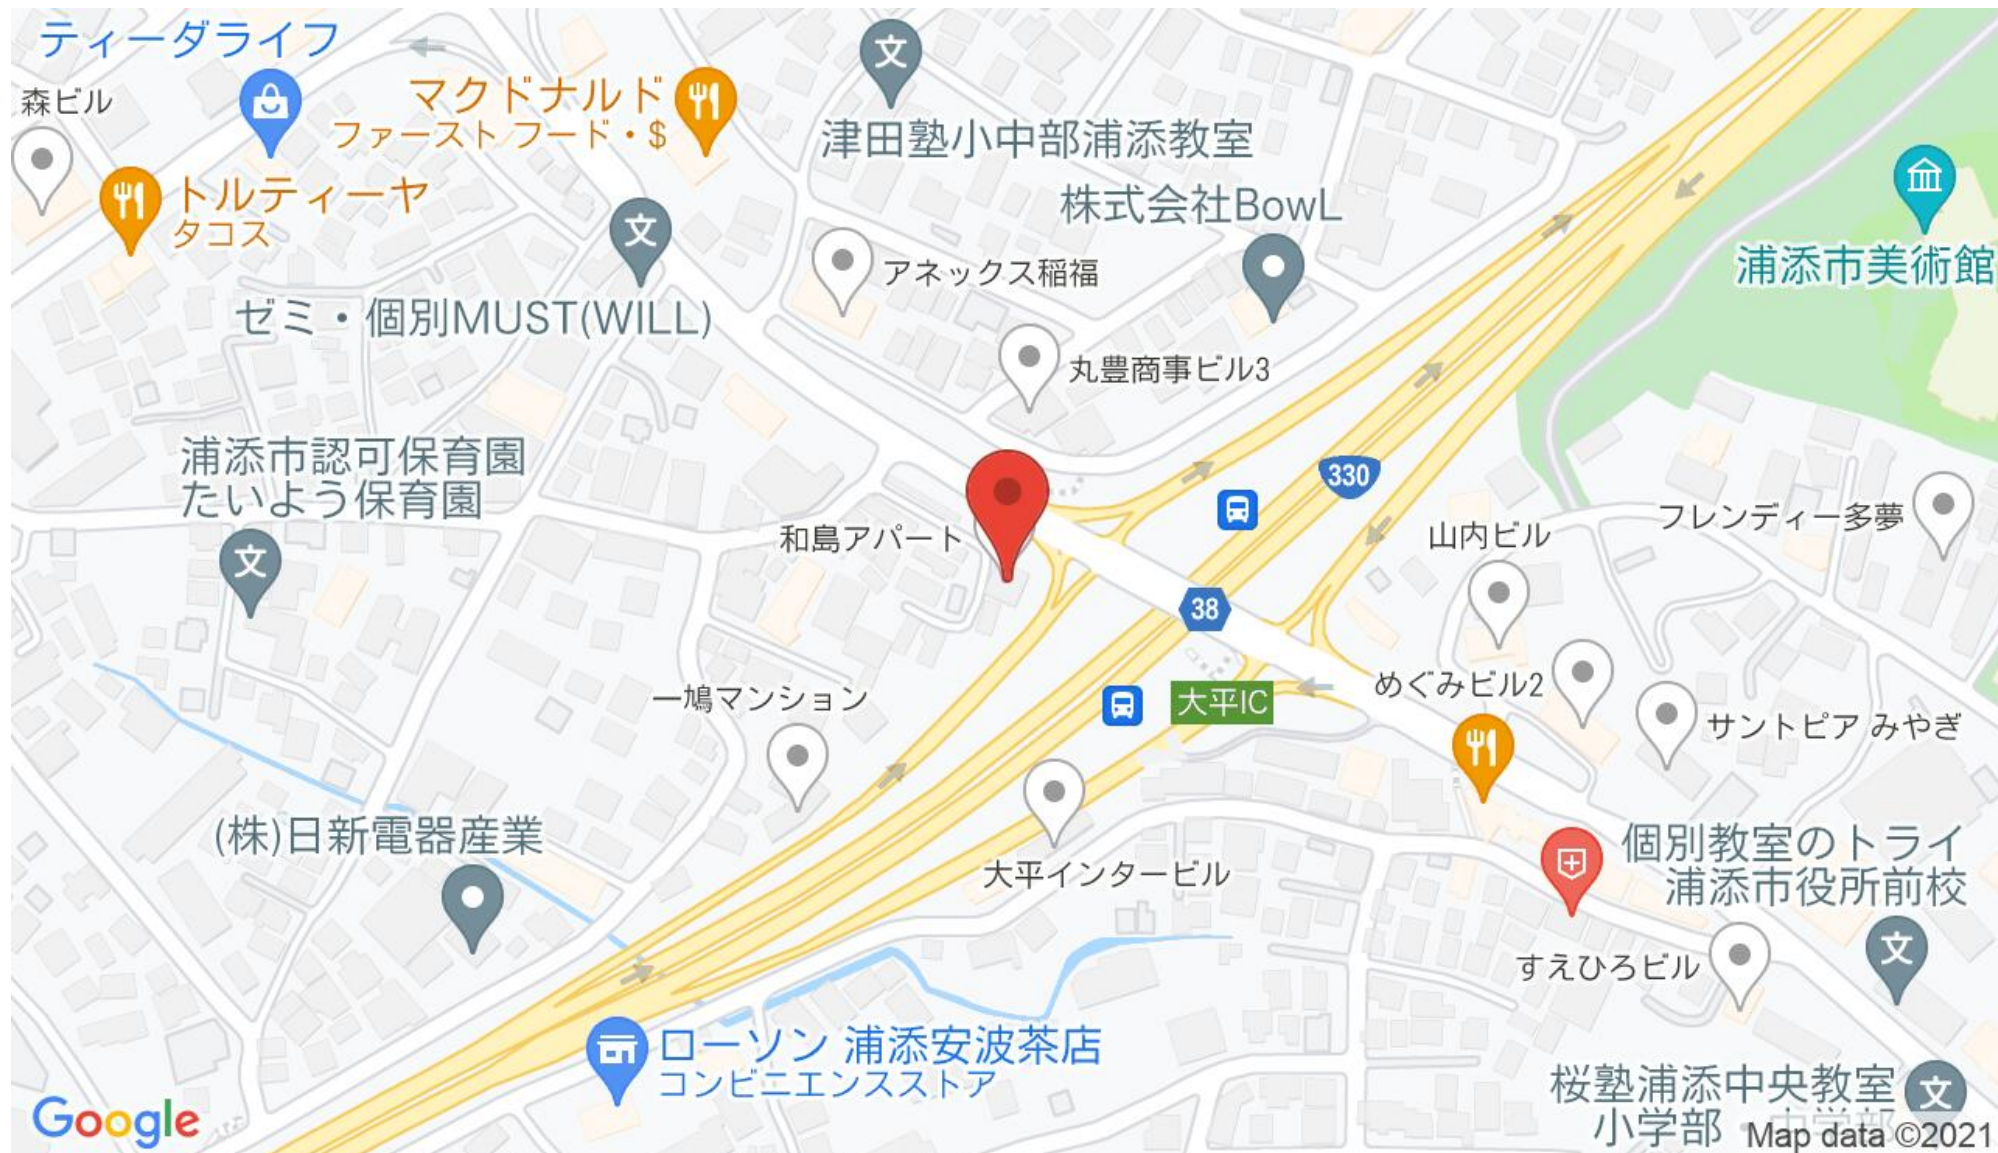 ティーダライフ
森ビル
マクドナルド
ファースト フード・$
文
津田塾小中部浦添教室
トルティーヤ
タコス
株式会社BowL
文
浦添市美術館
アネックス稲福
ゼミ・個別MUST(WILL)
丸豊商事ビル3
浦添市認可保育園
たいよう保育園
330
フレンディー多夢
和島アパート
山内ビル
文
38
めぐみビル2
大平IC
一鳩マンション
サントピア みやぎ
(株)日新電器産業
個別教室のトライ
浦添市役所前校
大平インタービル
すえひろビル
文
ローソン 浦添安波茶店
コンビニエンスストア
桜塾浦添中央教室
小学部・中学部
文
Google
Map data ©2021